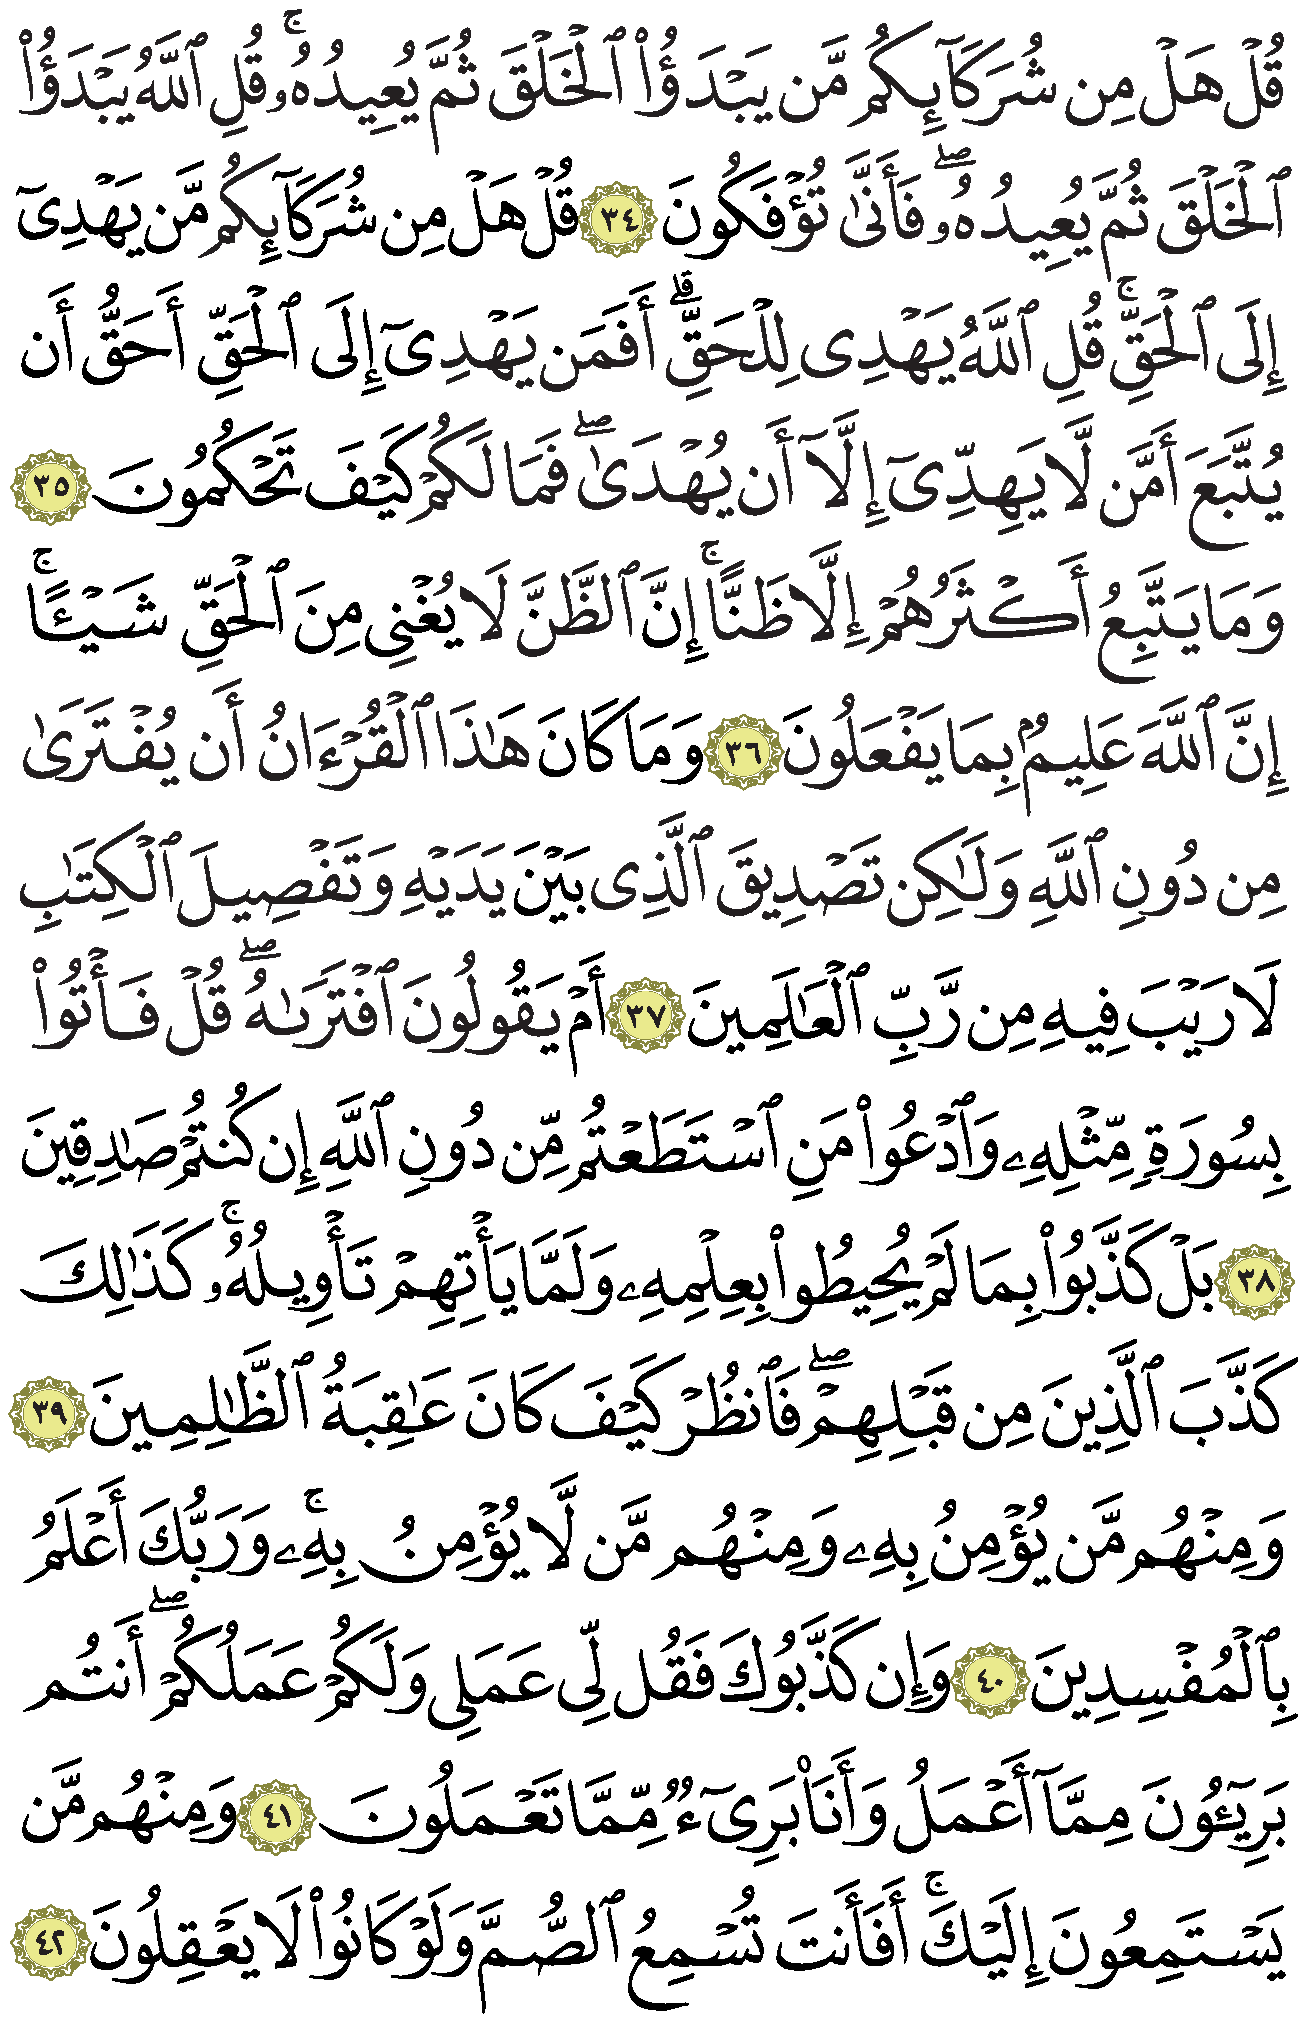 قُلْ هَلْ مِن شُرَكَآئِكُم مَّن يَبْدَؤُا۟ ٱلْخَلْقَ ثُمَّ يُعِيدُهُۥ ۚ قُلِ ٱللَّهُ يَبْدَؤُا۟
ٱلْخَلْقَ ثُمَّ يُعِيدُهُۥ ۖ فَأَنَّىٰ تُؤْفَكُونَ ٣٤ قُلْ هَلْ مِن شُرَكَآئِكُم مَّن يَهْدِىٓ
إِلَى ٱلْحَقِّ ۚ قُلِ ٱللَّهُ يَهْدِى لِلْحَقِّ ۗ أَفَمَن يَهْدِىٓ إِلَى ٱلْحَقِّ أَحَقُّ أَن
يُتَّبَعَ أَمَّن لَّا يَهِدِّىٓ إِلَّآ أَن يُهْدَىٰ ۖ فَمَا لَكُمْ كَيْفَ تَحْكُمُونَ ٣٥
وَمَا يَتَّبِعُ أَكْثَرُهُمْ إِلَّا ظَنًّا ۚ إِنَّ ٱلظَّنَّ لَا يُغْنِى مِنَ ٱلْحَقِّ شَيْـًٔا ۚ
إِنَّ ٱللَّهَ عَلِيمٌۢ بِمَا يَفْعَلُونَ ٣٦ وَمَا كَانَ هَـٰذَا ٱلْقُرْءَانُ أَن يُفْتَرَىٰ
مِن دُونِ ٱللَّهِ وَلَـٰكِن تَصْدِيقَ ٱلَّذِى بَيْنَ يَدَيْهِ وَتَفْصِيلَ ٱلْكِتَـٰبِ
لَا رَيْبَ فِيهِ مِن رَّبِّ ٱلْعَـٰلَمِينَ ٣٧ أَمْ يَقُولُونَ ٱفْتَرَىٰهُ ۖ قُلْ فَأْتُوا۟
بِسُورَةٍ مِّثْلِهِۦ وَٱدْعُوا۟ مَنِ ٱسْتَطَعْتُم مِّن دُونِ ٱللَّهِ إِن كُنتُمْ صَـٰدِقِينَ
٣٨ بَلْ كَذَّبُوا۟ بِمَا لَمْ يُحِيطُوا۟ بِعِلْمِهِۦ وَلَمَّا يَأْتِهِمْ تَأْوِيلُهُۥ ۚ كَذَٰلِكَ
كَذَّبَ ٱلَّذِينَ مِن قَبْلِهِمْ ۖ فَٱنظُرْ كَيْفَ كَانَ عَـٰقِبَةُ ٱلظَّـٰلِمِينَ ٣٩
وَمِنْهُم مَّن يُؤْمِنُ بِهِۦ وَمِنْهُم مَّن لَّا يُؤْمِنُ بِهِۦ ۚ وَرَبُّكَ أَعْلَمُ
بِٱلْمُفْسِدِينَ ٤٠ وَإِن كَذَّبُوكَ فَقُل لِّى عَمَلِى وَلَكُمْ عَمَلُكُمْ ۖ أَنتُم
بَرِيٓـُٔونَ مِمَّآ أَعْمَلُ وَأَنَا۠ بَرِىٓءٌ مِّمَّا تَعْمَلُونَ ٤١ وَمِنْهُم مَّن
يَسْتَمِعُونَ إِلَيْكَ ۚ أَفَأَنتَ تُسْمِعُ ٱلصُّمَّ وَلَوْ كَانُوا۟ لَا يَعْقِلُونَ ٤٢